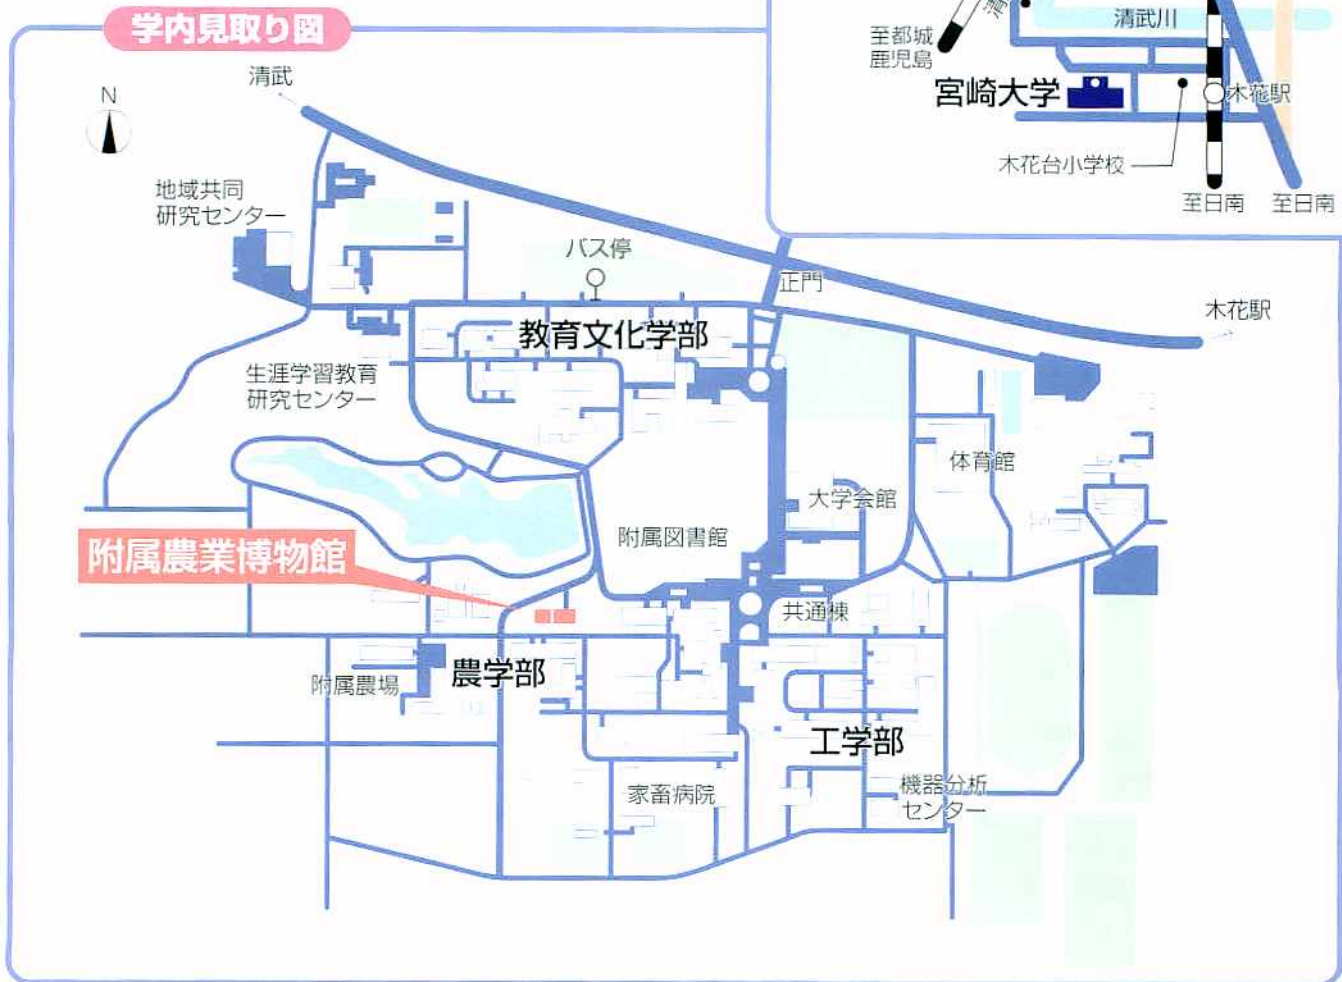 学内見取り図
清武
N
地域共同
研究センター
バス停
正門
木花駅
教育文化学部
生涯学習教育
研究センター
体育館
大学会館
附属図書館
附属農業博物館
共通棟
農学部
附属農場
工学部
家畜病院
機器分析
センター
清武川
至都城
鹿児島
宮崎大学
木花駅
木花台小学校
至日南
至日南